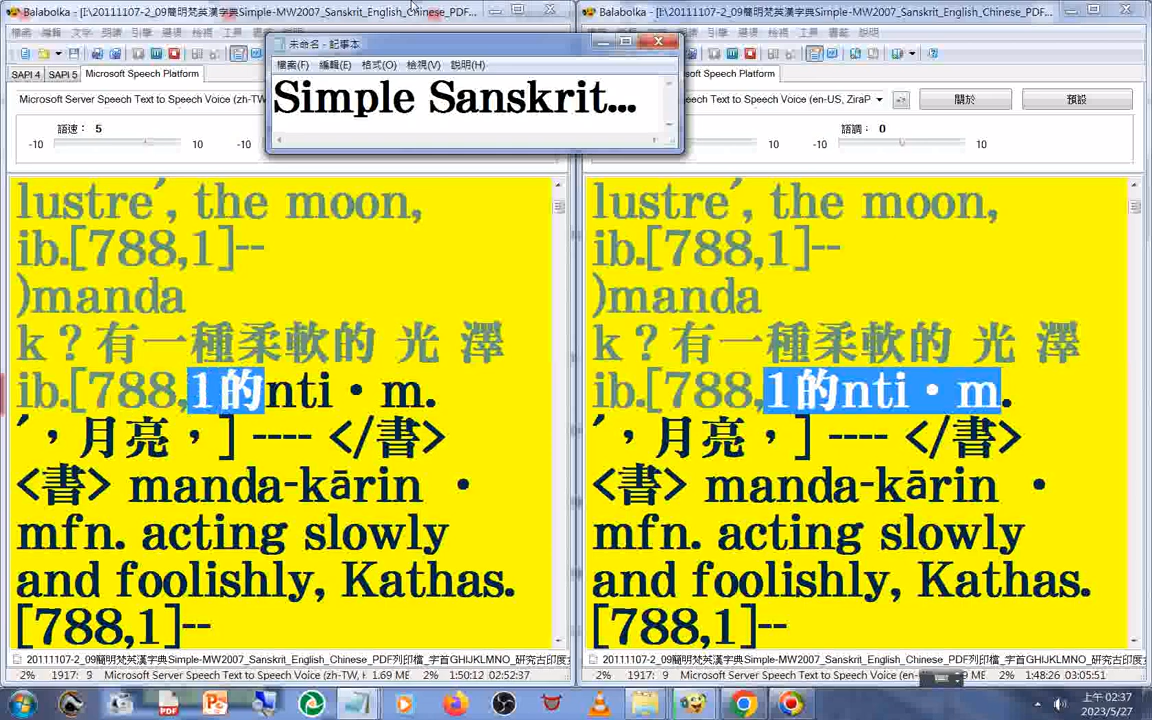 Balabolka - [I:\20111107-2_09簡明梵英漢字典Simple-MW2007_Sanskrit_English_Chinese_PDF...
SAPI 4
SAPI 5
Microsoft Speech Platform
Microsoft Server Speech Text to Speech Voice (zh-TW
語速： 5
-10
10
-10
lustre´, the moon,
ib.[788,1]--
)manda
k？有一種柔軟的 光 澤
ib.[788,1的nti・m.
´，月亮，] ---- </書>
<書> manda-kārin ・
mfn. acting slowly
and foolishly, Kathas.
[788,1]--
20111107-2_09簡明梵英漢字典Simple-MW2007_Sanskrit_English_Chinese_PDF列印檔_字首GHIJKLMNO_研究古印度
2%
1917: 9
Microsoft Server Speech Text to Speech Voice (zh-TW, H
1.69 ME
2%
1:50:12
02:52:37
未命名 - 記事本
檔案(F)
編輯(E)
格式(O)
檢視(V)
說明(H)
Simple Sanskrit...
Balabolka - [I:\20111107-2_09簡明梵英漢字典Simple-MW2007_Sanskrit_English_Chinese_PDF...
Speech Platform
eech Text to Speech Voice (en-US, ZiraP
關於
預設
10
語調： 0
-10
10
lustre´, the moon,
ib.[788,1]--
)manda
k？有一種柔軟的 光 澤
ib.[788,1的nti・m.
´，月亮，] ---- </書>
<書> manda-kārin ・
mfn. acting slowly
and foolishly, Kathas.
[788,1]--
20111107-2_09簡明梵英漢字典Simple-MW2007_Sanskrit_English_Chinese_PDF列印檔_字首GHIJKLMNO_研究古印度
2%
1917: 9
Microsoft Server Speech Text to Speech Voice (en-US,
ME
2%
1:48:26
03:05:51
上午 02:37
2023/5/27